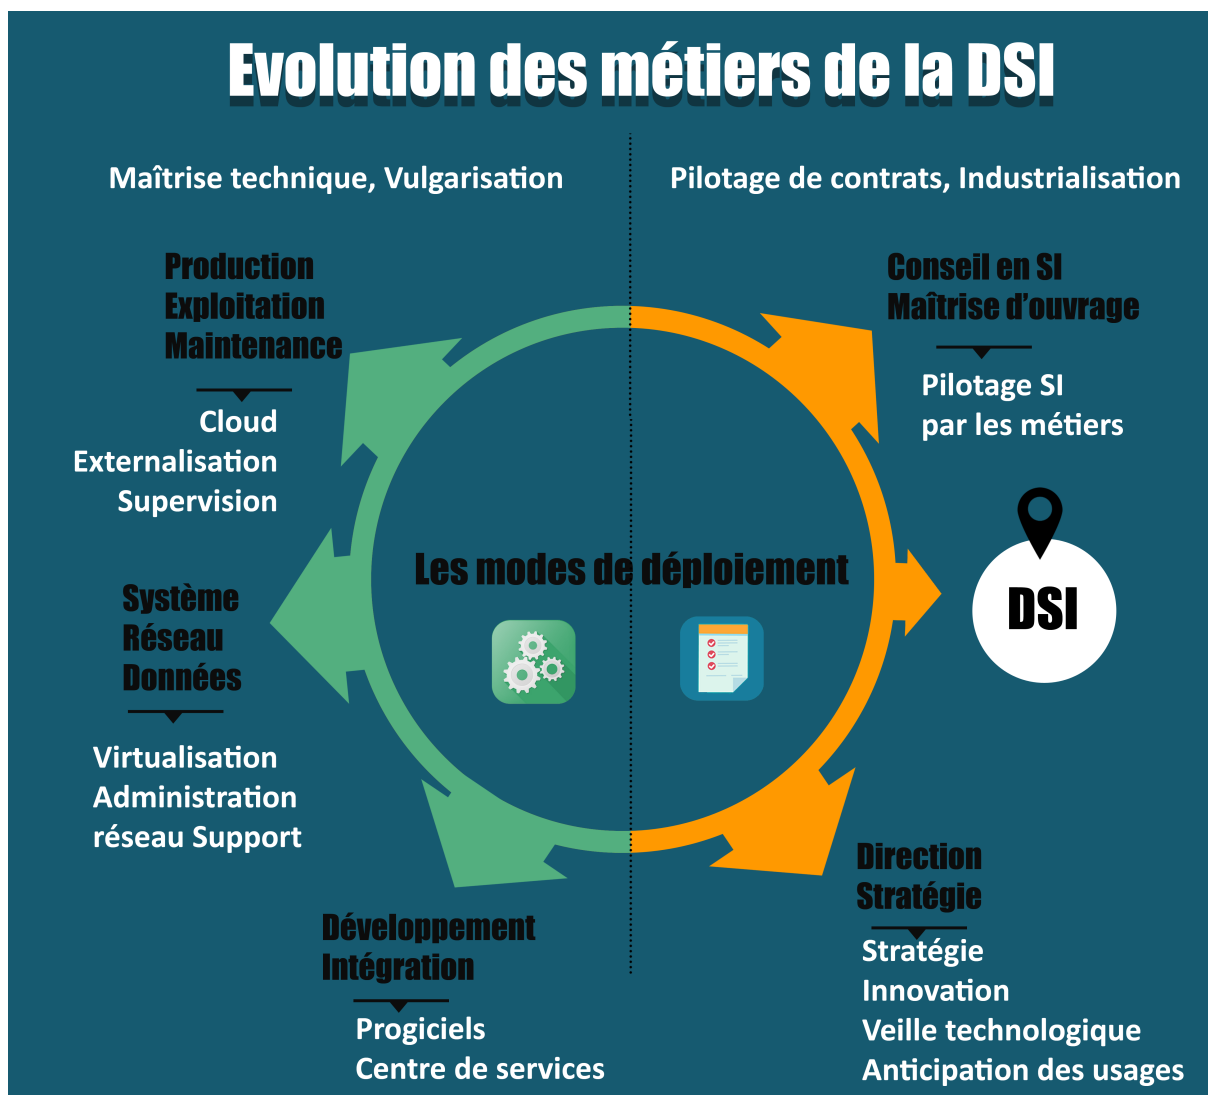 Evolution des métiers de la DSI
Maîtrise technique, Vulgarisation
Pilotage de contrats, Industrialisation
Production
Exploitation
Maintenance
Cloud
Externalisation
Supervision
Conseil en SI
Maîtrise d'ouvrage
Pilotage SI
par les métiers
Les modes de déploiement
DSI
Système
Réseau
Données
Virtualisation
Administration
réseau Support
Développement
Intégration
Progiciels
Centre de services
Direction
Stratégie
Stratégie
Innovation
Veille technologique
Anticipation des usages